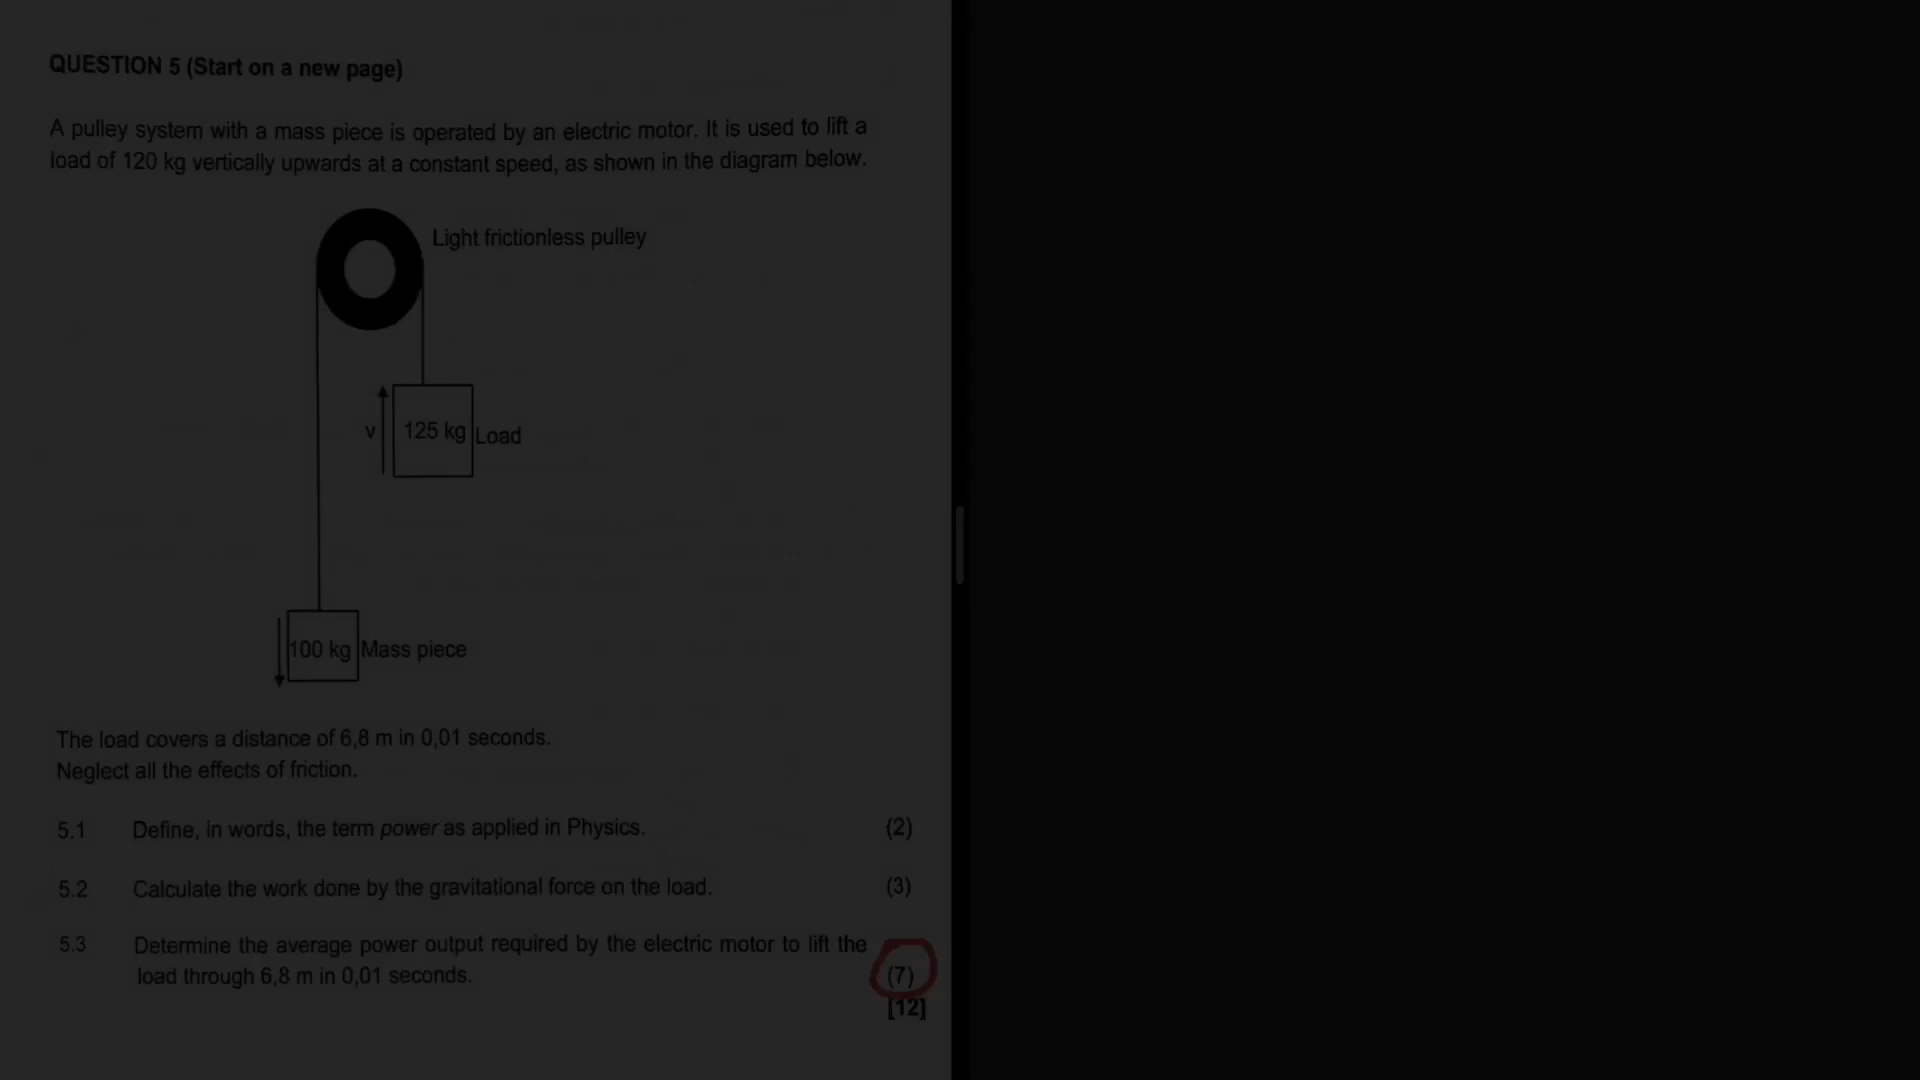 QUESTION 5 (Start on a new page)
A pulley system with a mass piece is operated by an electric motor. It is used to lift a
load of 120 kg vertically upwards at a constant speed, as shown in the diagram below.
Light frictionless pulley
v
125 kg
Load
100 kg
Mass piece
The load covers a distance of 6,8 m in 0,01 seconds.
Neglect all the effects of friction.
5.1 Define, in words, the term power as applied in Physics. (2)
5.2 Calculate the work done by the gravitational force on the load. (3)
5.3 Determine the average power output required by the electric motor to lift the
load through 6,8 m in 0,01 seconds. (7)
[12]